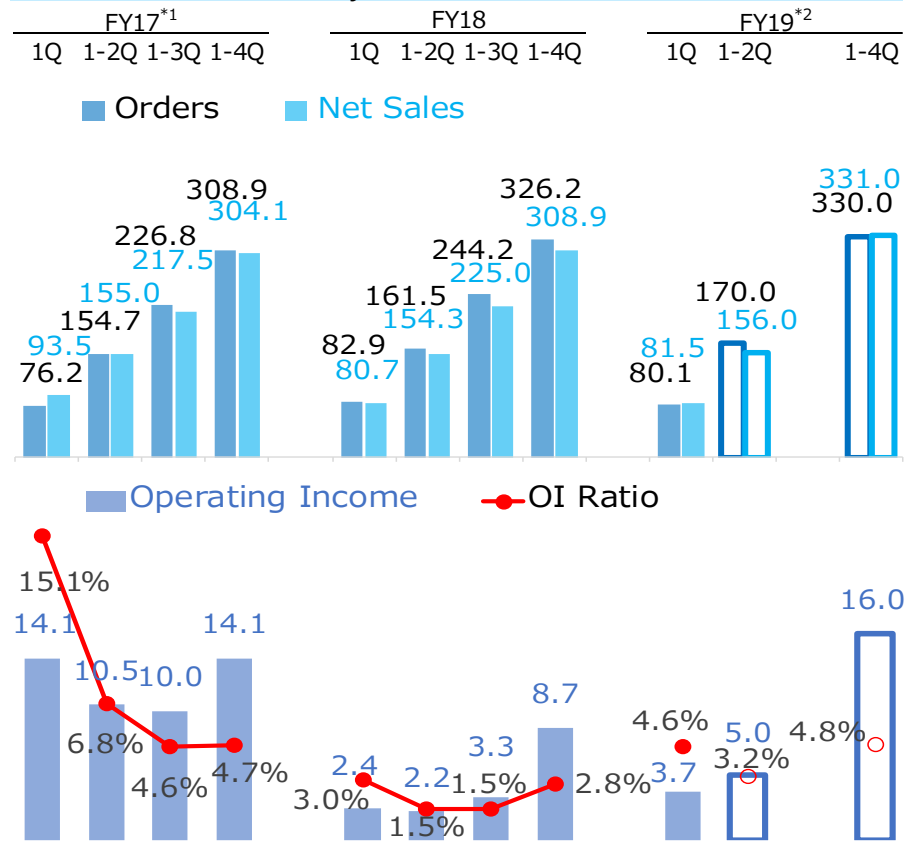 FY17*1 FY18 FY19*2
1Q 1-2Q 1-3Q 1-4Q 1Q 1-2Q 1-3Q 1-4Q 1Q 1-2Q 1-4Q
Orders Net Sales
308.9 326.2 331.0
304.1 308.9 330.0
226.8 244.2
217.5 225.0
155.0 161.5 170.0
154.7 154.3 156.0
93.5 82.9 81.5
76.2 80.7 80.1
Operating Income OI Ratio
15.1%
14.1 14.1 16.0
10.5 10.0 8.7
6.8% 4.6% 4.8%
4.6% 4.7% 3.3 5.0
2.4 2.2 1.5% 2.8% 3.7 3.2%
3.0% 1.5%